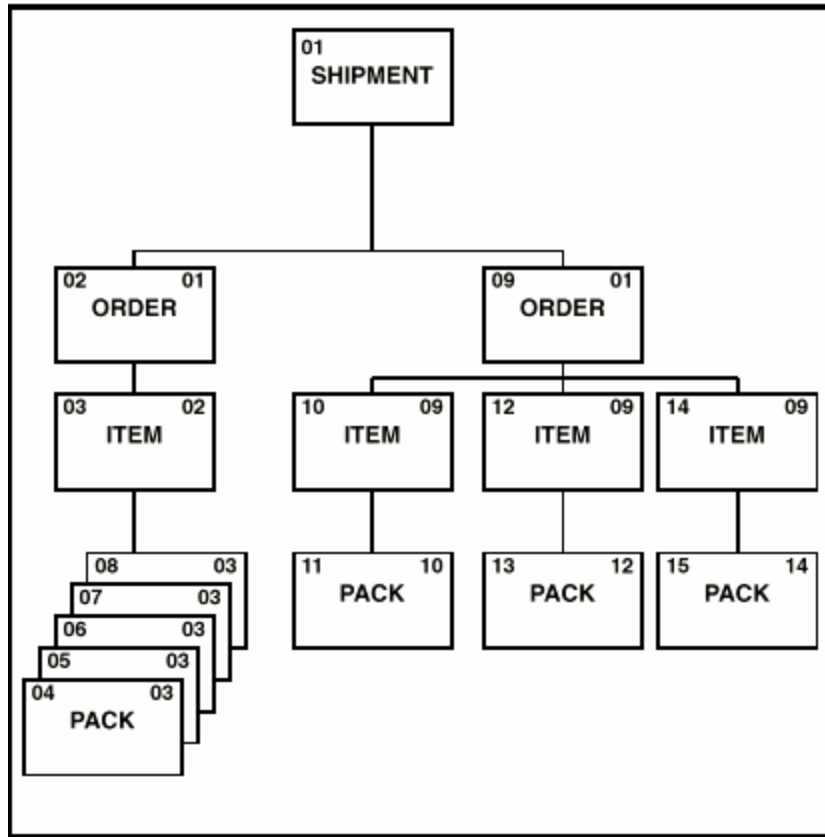 01
SHIPMENT
02 01
ORDER
09 01
ORDER
03 02
ITEM
10 09
ITEM
12 09
ITEM
14 09
ITEM
08 03
07 03
06 03
05 03
04 03
PACK
11 10
PACK
13 12
PACK
15 14
PACK